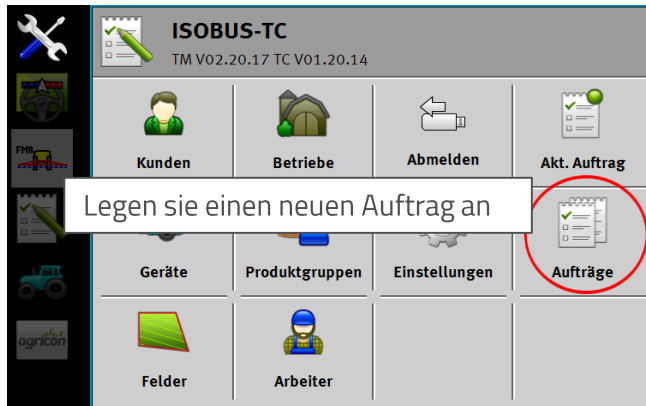 ISOBUS-TC
TM V02.20.17 TC V01.20.14
Kunden
Betriebe
Abmelden
Akt. Auftrag
FMA
Legen sie einen neuen Auftrag an
Geräte
Produktgruppen
Einstellungen
Aufträge
agricon
Felder
Arbeiter